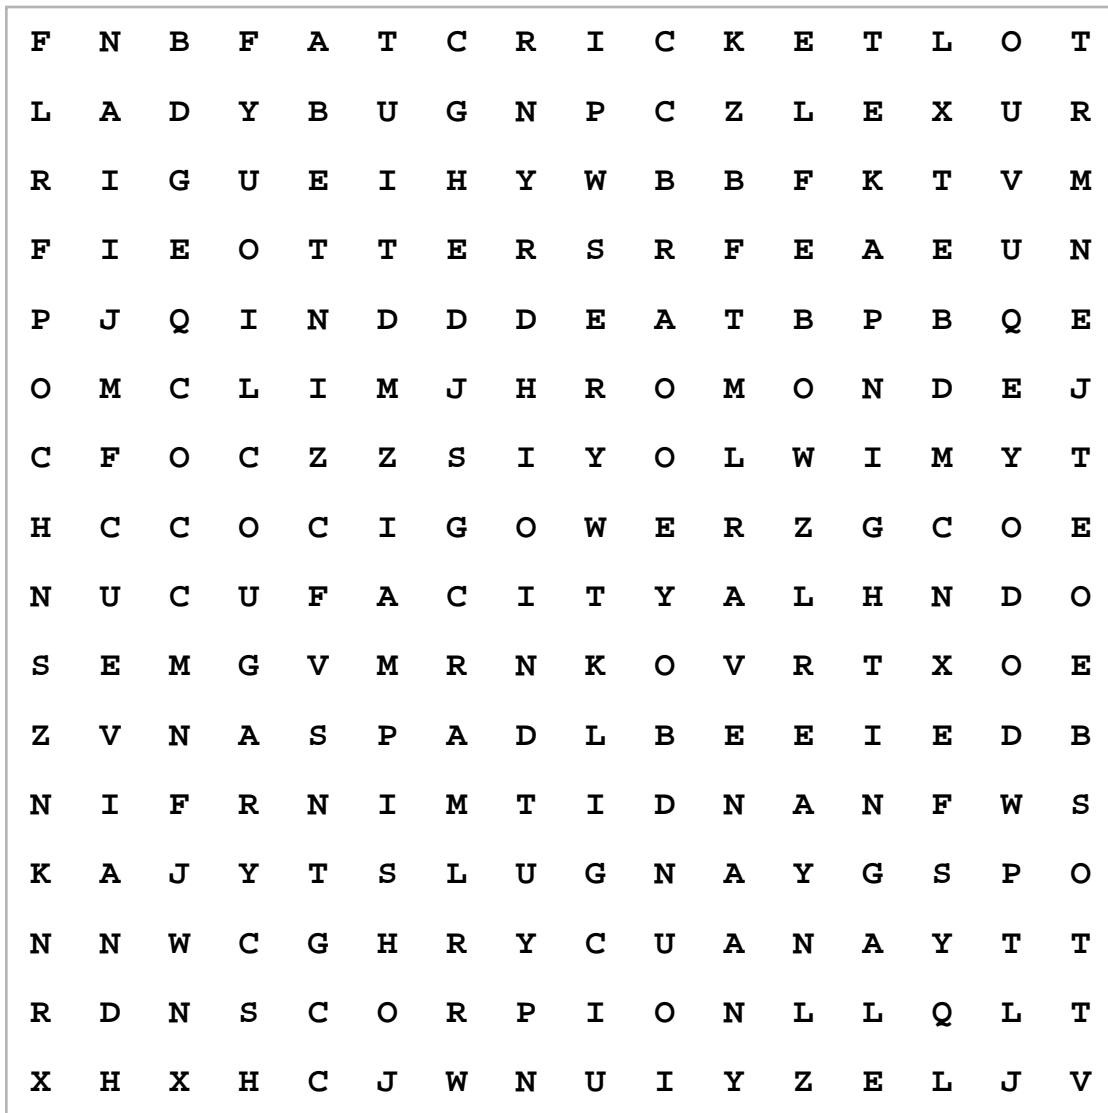 F N B F A T C R I C K E T L O T
L A D Y B U G N P C Z L E X U R
R I G U E I H Y W B B F K T V M
F I E O T T E R S R F E A E U N
P J Q I N D D D E A T B P B Q E
O M C L I M J H R O M O N D E J
C F O C Z Z S I Y O L W I M Y T
H C C O C I G O W E R Z G C O E
N U C U F A C I T Y A L H N D O
S E M G V M R N K O V R T X O E
Z V N A S P A D L B E E I E D B
N I F R N I M T I D N A N F W S
K A J Y T S L U G N A Y G S P O
N N W C G H R Y C U A N A Y T T
R D N S C O R P I O N L L Q L T
X H X H C J W N U I Y Z E L J V